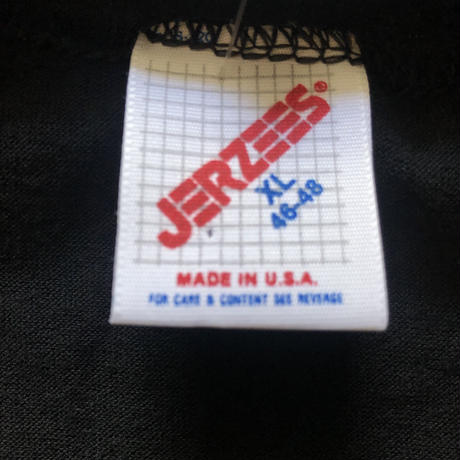 JERZEES®
XL
46-48
MADE IN U.S.A.
FOR CARE & CONTENT SEE REVERSE